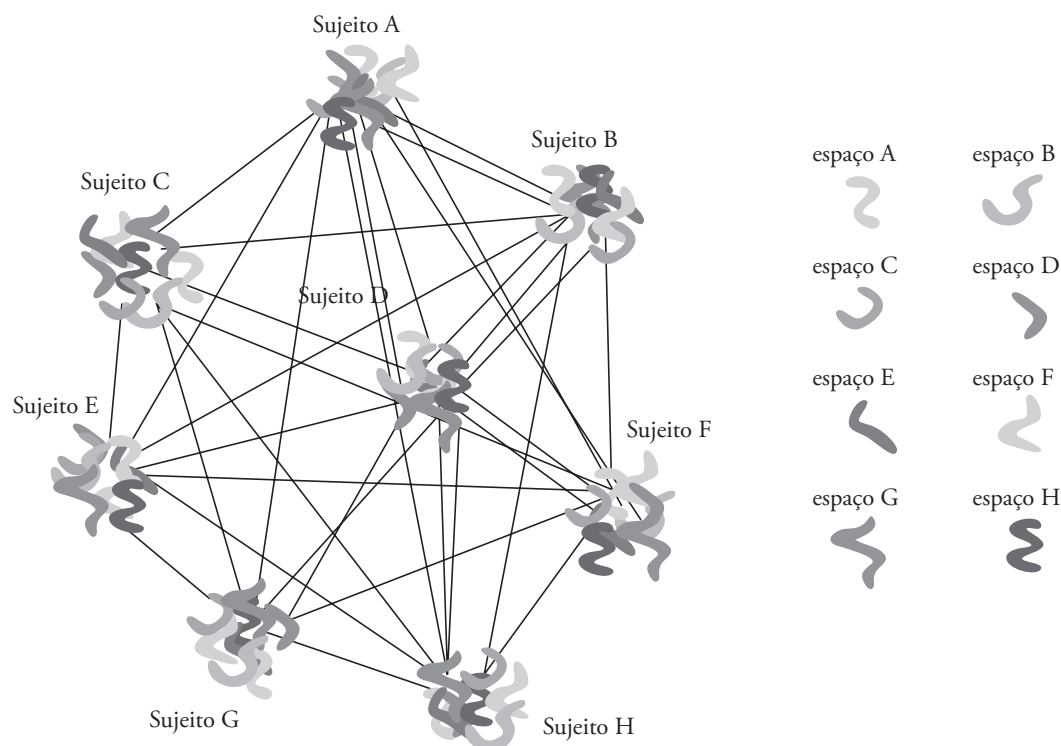 Sujeito A
Sujeito B
Sujeito C
Sujeito D
Sujeito E
Sujeito F
Sujeito G
Sujeito H
espaço A
espaço B
espaço C
espaço D
espaço E
espaço F
espaço G
espaço H